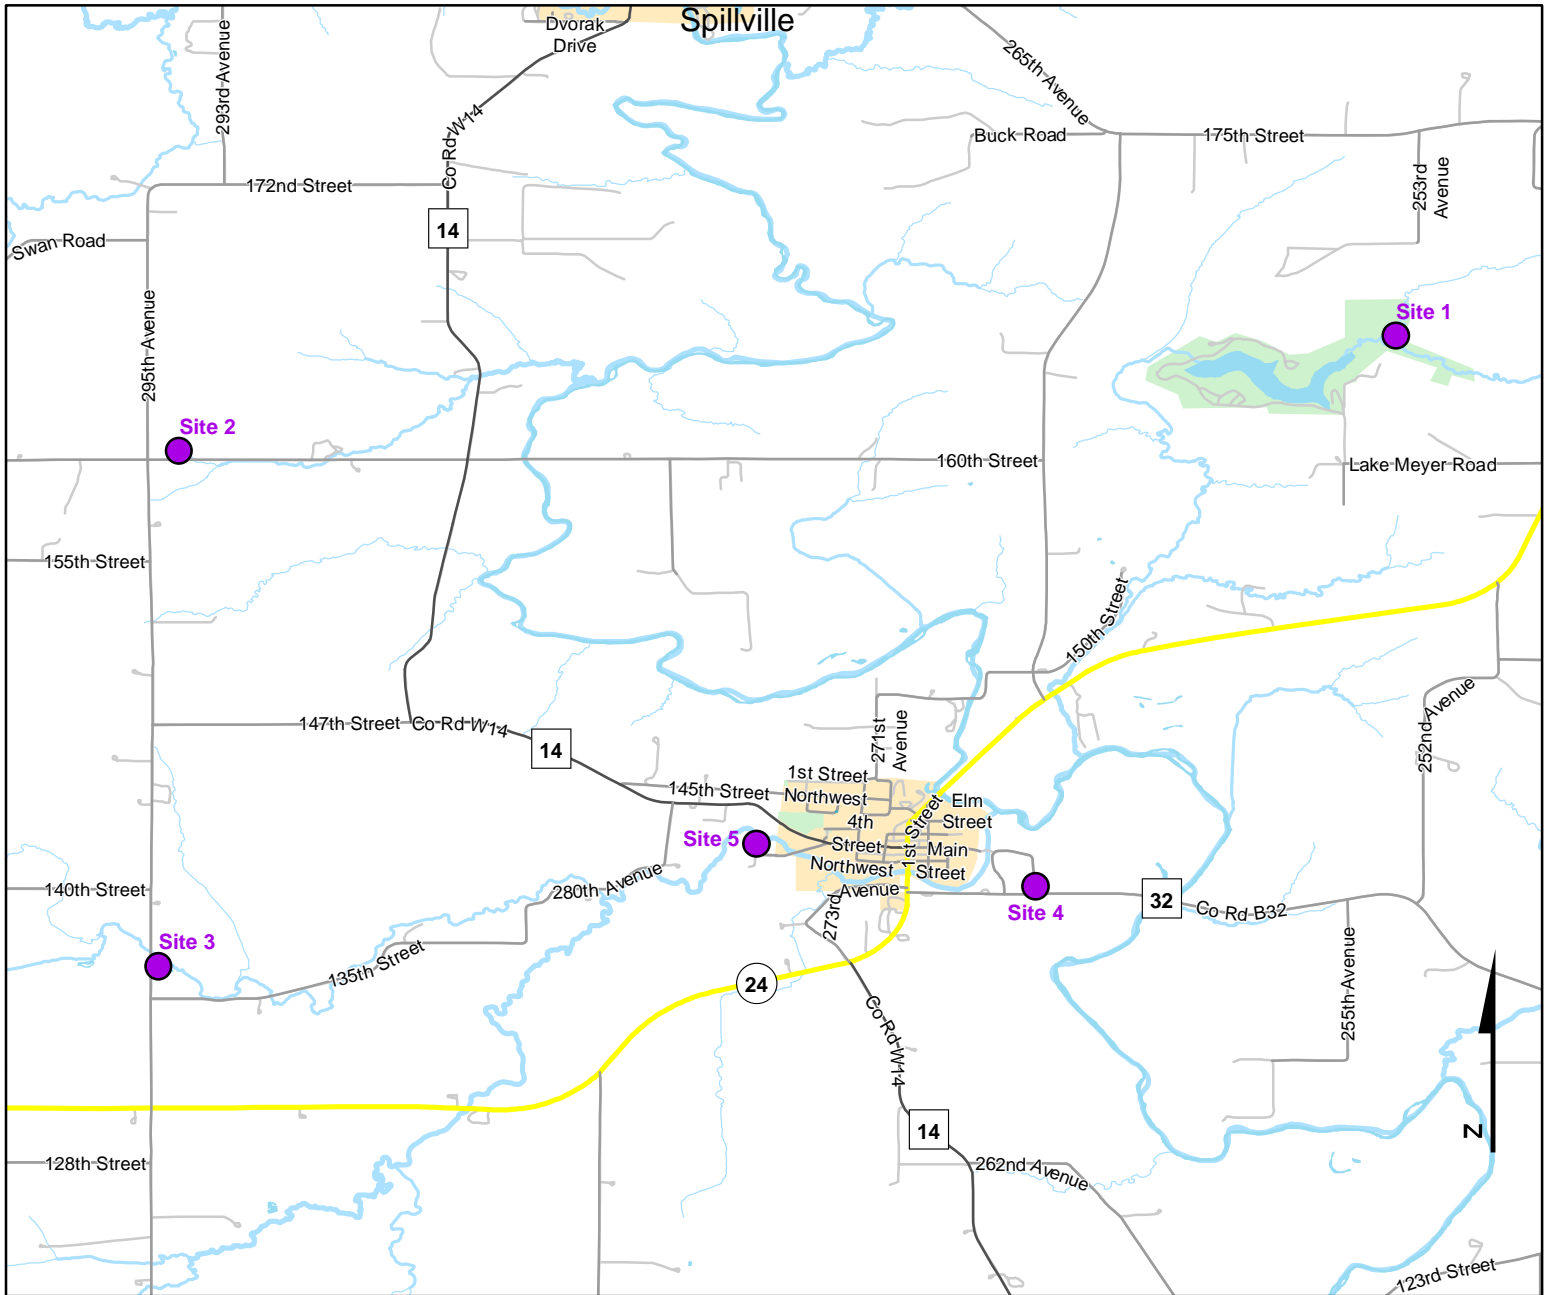 Spillville
Dvorak
Drive
293rd Avenue
265th Avenue
Co Rd W14
Buck Road
175th Street
172nd Street
253rd
Avenue
14
Swan Road
295th Avenue
Site 1
Site 2
160th Street
Lake Meyer Road
155th Street
150th Street
147th Street
Co Rd W14
14
271st
Avenue
252nd Avenue
1st Street
Northwest
145th Street
Elm
Street
1st Street
4th
Street
Northwest
Main
Street
Site 5
280th Avenue
140th Street
Avenue
273rd
Site 4
32
Co Rd B32
Site 3
135th Street
255th Avenue
24
Co Rd W14
14
N
128th Street
262nd Avenue
123rd Street